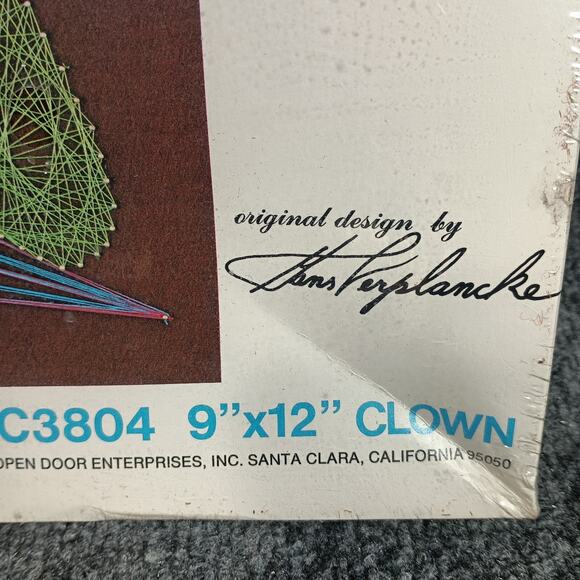 original design by
Hans Verplancke
C3804 9”x12” CLOWN
OPEN DOOR ENTERPRISES, INC. SANTA CLARA, CALIFORNIA 95050